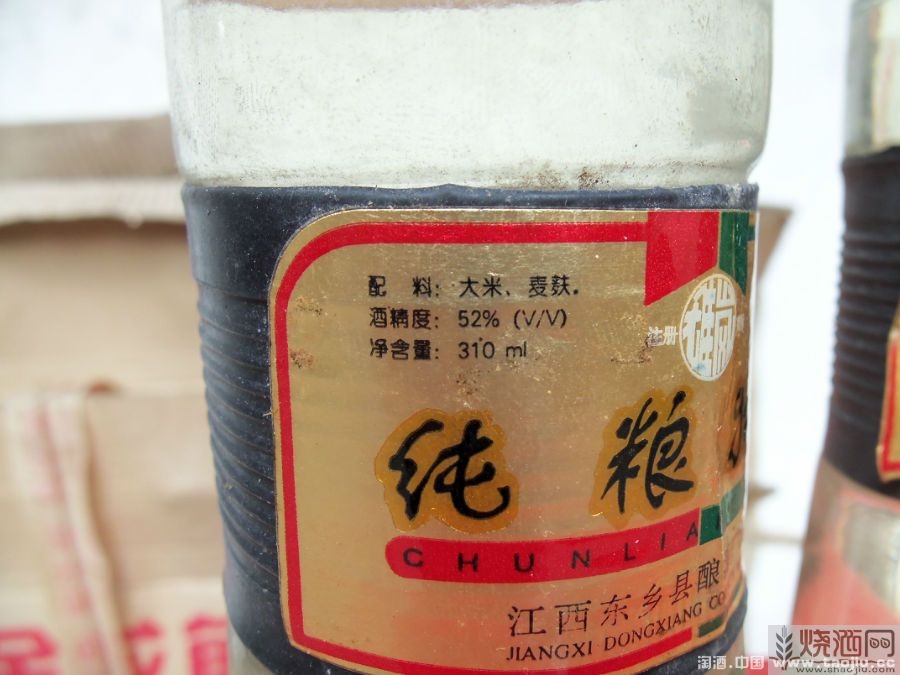 配 料: 大米、麦麸.
酒精度: 52% (V/V)
净含量: 310 ml
注册
纯粮
CHUNLIA
江西东乡县酿
JIANGXI DONGXIANG CO
烧酒网
www.shaojiu.com
淘酒.中国 www.taojiu.cc